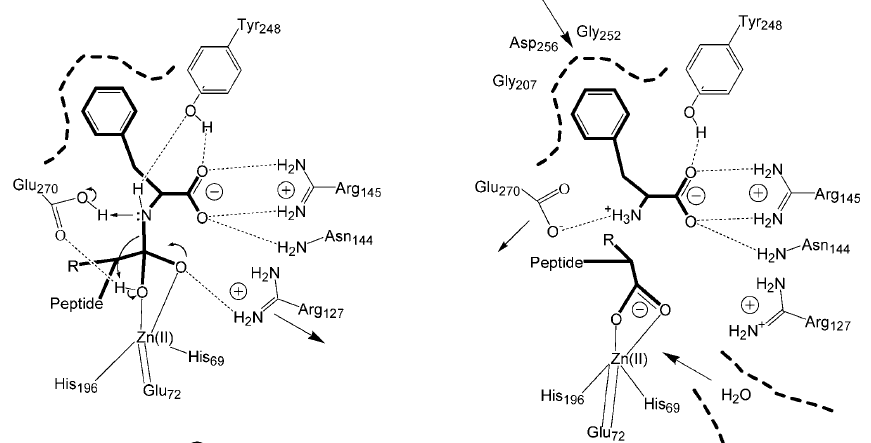 Tyr248
O
H
H
O
O
−
H2N
H2N
+
Arg145
Glu270
O
H
:N
O
R
O
H2N
Asn144
H2N
H2N
+
Arg127
H
O
Peptide
Zn(II)
His69
His196
Glu72
Gly252
Asp256
Gly207
Tyr248
O
H
O
O
−
H2N
H2N
+
Arg145
Glu270
O
O
+
H3N
H2N
Asn144
R
Peptide
O
O
−
H2N
H2N+
+
Arg127
Zn(II)
His196
His69
H2O
Glu72